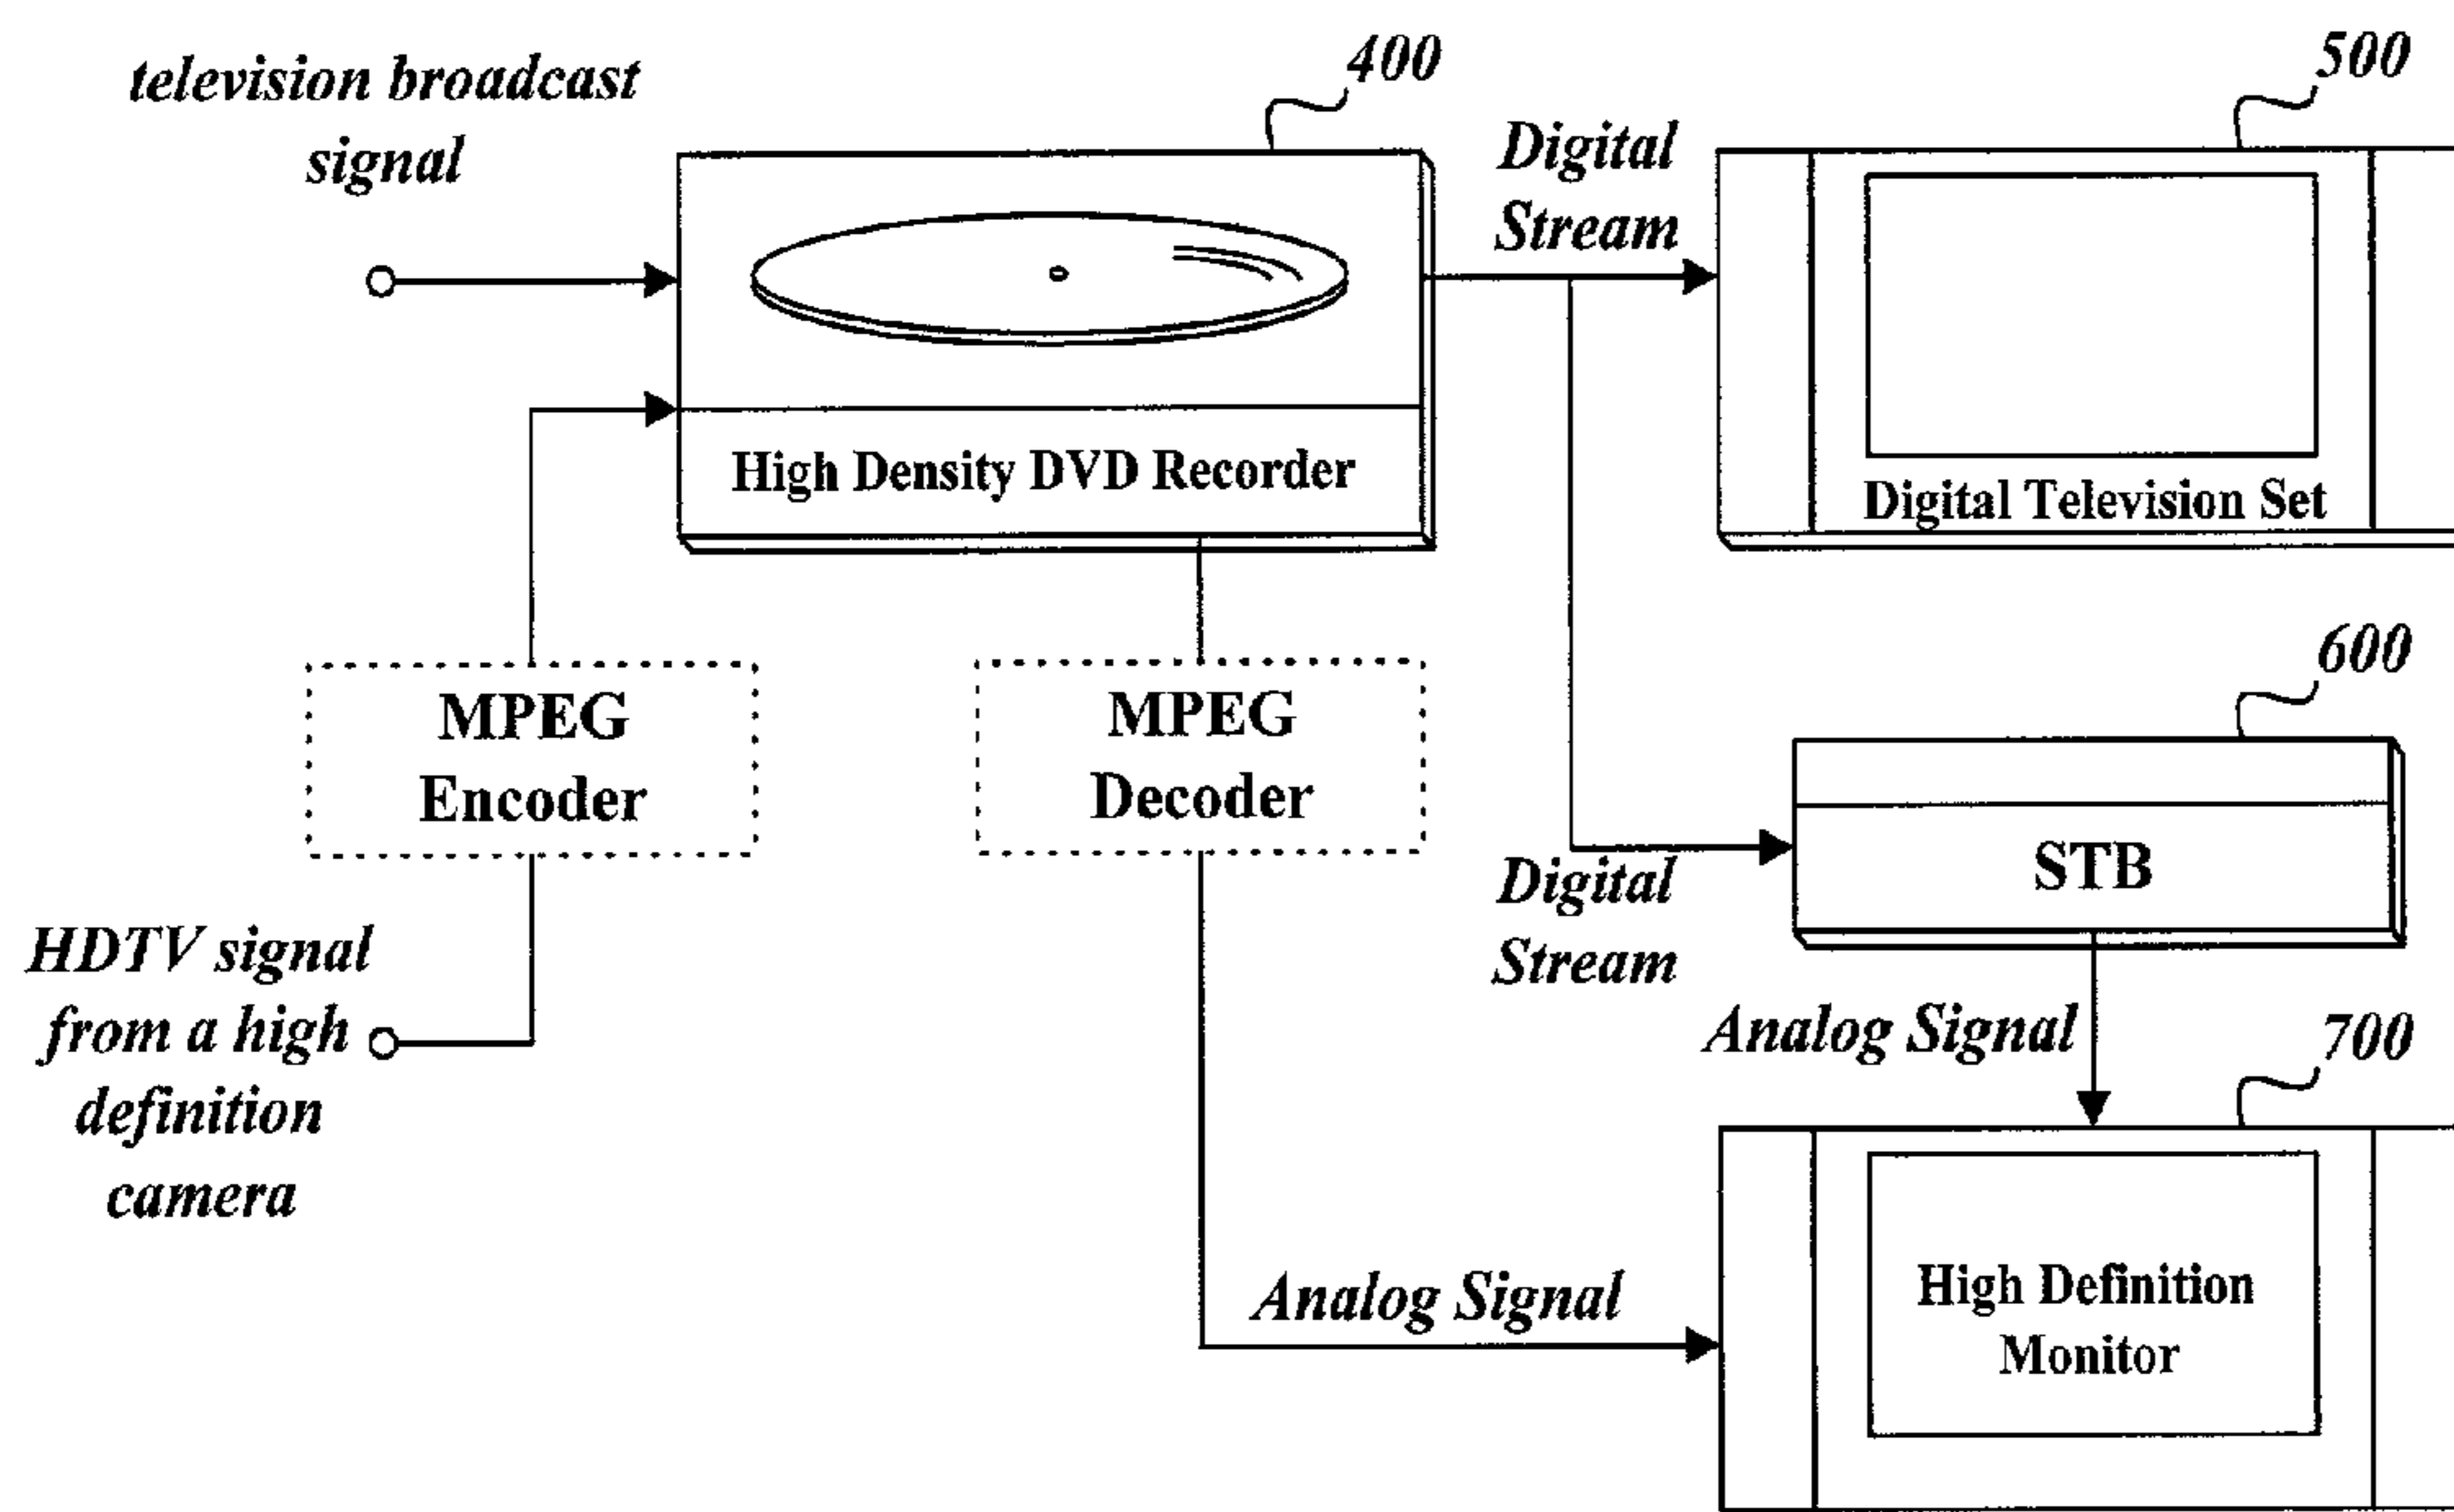 television broadcast
signal
400
Digital
Stream
500
High Density DVD Recorder
Digital Television Set
MPEG
Encoder
MPEG
Decoder
600
STB
Digital
Stream
HDTV signal
from a high
definition
camera
Analog Signal
700
Analog Signal
High Definition
Monitor